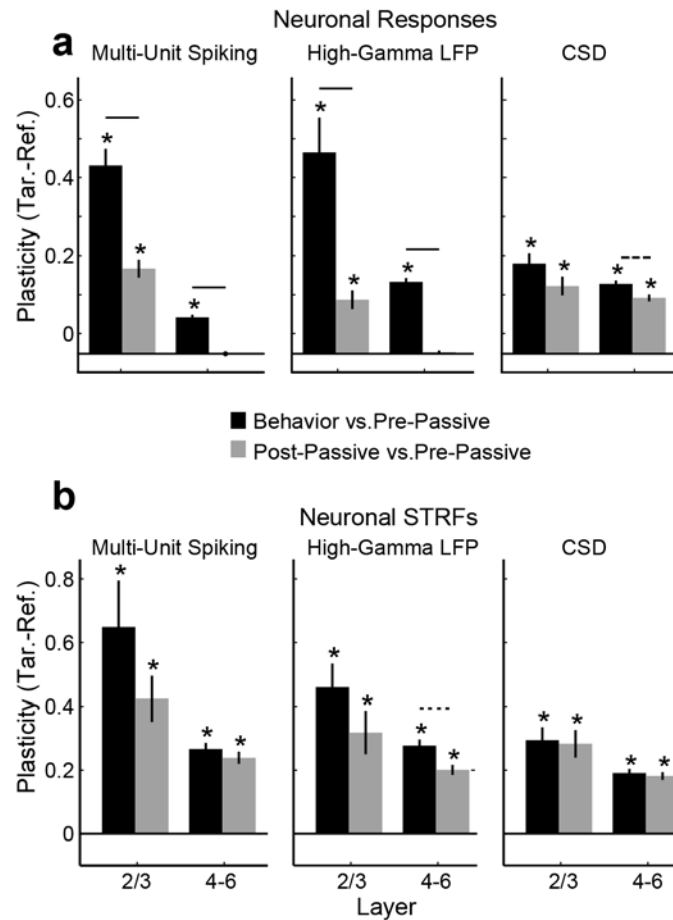 Neuronal Responses
a
Multi-Unit Spiking
High-Gamma LFP
CSD
Plasticity (Tar.-Ref.)
0.6
0.4
0.2
0
*
*
*
*
*
*
*
*
*
*
Behavior vs.Pre-Passive
Post-Passive vs.Pre-Passive
b
Neuronal STRFs
Multi-Unit Spiking
High-Gamma LFP
CSD
Plasticity (Tar.-Ref.)
0.8
0.6
0.4
0.2
0
*
*
*
*
*
*
*
*
*
*
*
*
2/3 4-6 2/3 4-6 2/3 4-6
Layer